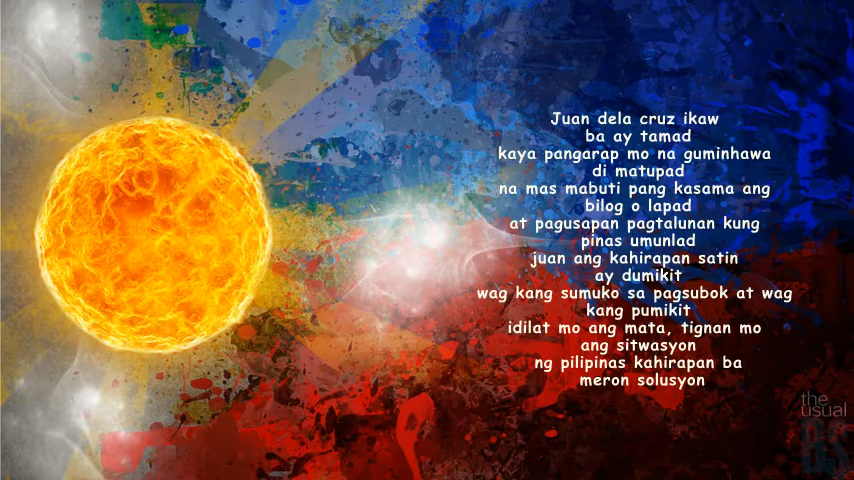 Juan dela cruz ikaw
ba ay tamad
kaya pangarap mo na guminhawa
di matupad
na mas mabuti pang kasama ang
bilog o lapad
at pagusapan pagtalunan kung
pinas umunlad
juan ang kahirapan satin
ay dumikit
wag kang sumuko sa pagsubok at wag
kang pumikit
idilat mo ang mata, tignan mo
ang sitwasyon
ng pilipinas kahirapan ba
meron solusyon
the
usual